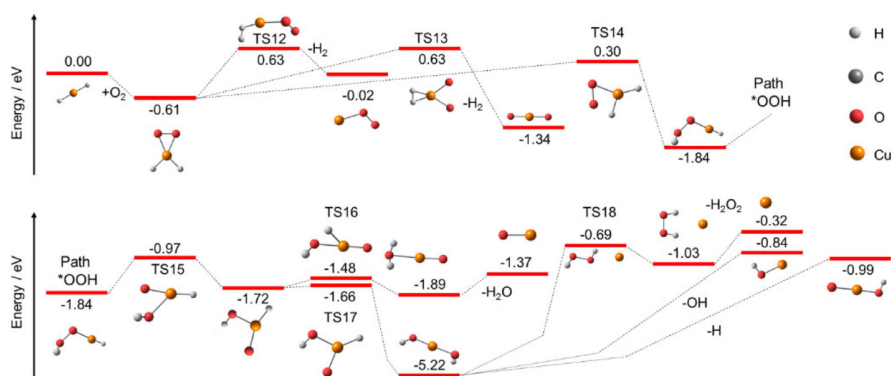 Energy / eV
0.00
+O₂
-0.61
TS12
0.63
-H₂
-0.02
TS13
0.63
-H₂
-1.34
TS14
0.30
-1.84
Path
*OOH
H
C
O
Cu
Energy / eV
Path
*OOH
-1.84
-0.97
TS15
-1.72
TS16
-1.48
-1.66
TS17
-1.89
-5.22
-1.37
-H₂O
TS18
-0.69
-1.03
-H₂O₂
-0.32
-0.84
-OH
-H
-0.99